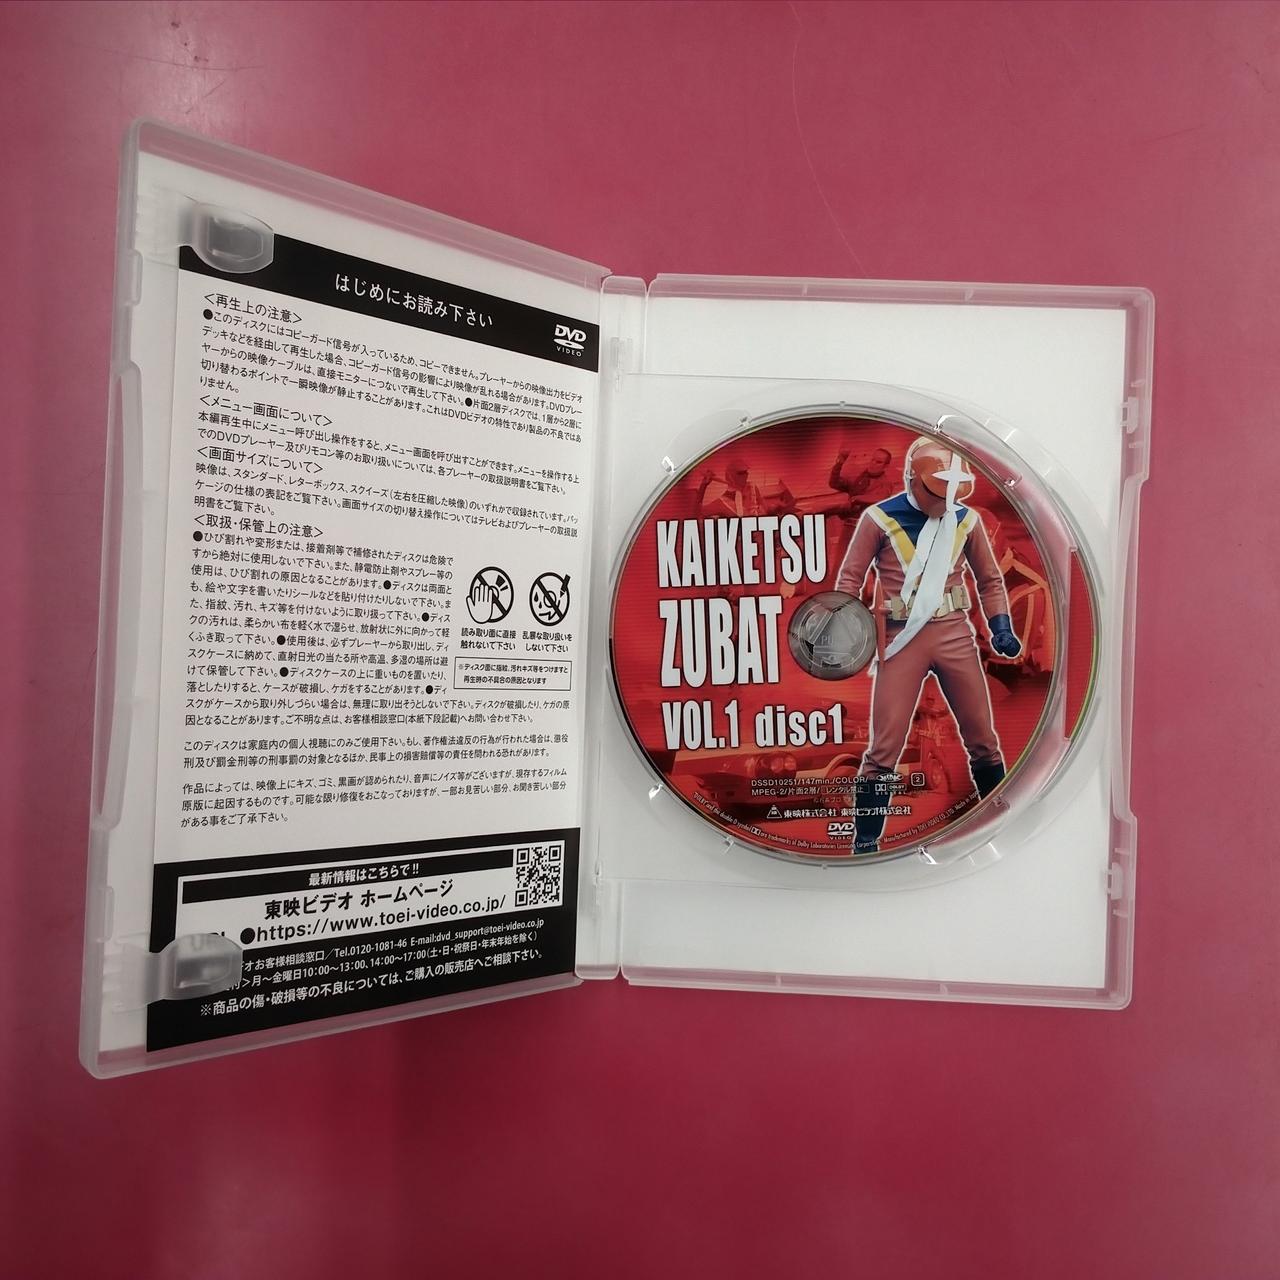 はじめにお読み下さい
DVD
VIDEO
<再生上の注意>
●このディスクにはコピーガード信号が入っているため、コピーできません。プレーヤーからの映像出力をビデオ
デッキなどを経由して再生した場合、コピーガード信号の影響により映像が乱れる場合があります。DVDプレー
ヤーからの映像ケーブルは、直接モニターにつないで再生して下さい。●片面2層ディスクでは、1層から2層に
切り替わるポイントで一瞬映像が静止することがあります。これはDVDビデオの特性であり製品の不良ではあ
りません。
<メニュー画面について>
本編再生中にメニュー呼び出し操作をすると、メニュー画面を呼び出すことができます。メニューを操作する上
でのDVDプレーヤー及びリモコン等のお取り扱いについては、各プレーヤーの取扱説明書をご覧下さい。
<画面サイズについて>
映像は、スタンダード、レターボックス、スクイーズ(左右を圧縮した映像)のいずれかで収録されています。パッ
ケージの仕様の表記をご覧下さい。画面サイズの切り替え操作についてはテレビおよびプレーヤーの取扱説
明書をご覧下さい。
<取扱・保管上の注意>
●ひび割れや変形または、接着剤等で補修されたディスクは危険で
すから絶対に使用しないで下さい。また、静電防止剤やスプレー等の
使用は、ひび割れの原因となることがあります。●ディスクは両面と
も、絵や文字を書いたりシールなどを貼り付けたりしないで下さい。ま
た、指紋、汚れ、キズ等を付けないように取り扱って下さい。●ディス
クの汚れは、柔らかい布を軽く水で湿らせ、放射状に外に向かって軽
くふき取って下さい。●使用後は、必ずプレーヤーから取り出し、ディ
スクケースに納めて、直射日光の当たる所や高温、多湿の場所は避
けて保管して下さい。●ディスクケースの上に重いものを置いたり、
落としたりすると、ケースが破損し、ケガをすることがあります。●ディ
スクがケースから取り外しづらい場合は、無理に取り出そうとしないで下さい。ディスクが破損したり、ケガの原
因となることがあります。ご不明な点は、お客様相談窓口(本紙下段記載)へお問い合わせ下さい。
読み取り面に直接
触れないで下さい
乱暴な取り扱いを
しないで下さい
※ディスク面に指紋、汚れキズ等をつけますと
再生時の不具合の原因となります
このディスクは家庭内の個人視聴にのみご使用下さい。もし、著作権法違反の行為が行われた場合は、懲役
刑及び罰金刑等の刑事罰の対象となるほか、民事上の損害賠償等の責任を問われる恐れがあります。
作品によっては、映像上にキズ、ゴミ、黒画が認められたり、音声にノイズ等がございますが、現存するフィルム
原版に起因するものです。可能な限り修復をおこなっておりますが、一部お見苦しい部分、お聞き苦しい部分
がある事をご了承下さい。
最新情報はこちらで!!
東映ビデオ ホームページ
●https://www.toei-video.co.jp/
デオお客様相談窓口/Tel.0120-1081-46 E-mail:dvd_support@toei-video.co.jp
付>月~金曜日10:00~13:00、14:00~17:00(土・日・祝祭日・年末年始を除く)
※商品の傷・破損等の不良については、ご購入の販売店へご相談下さい。
KAIKETSU
ZUBAT
VOL.1 disc1
DSSD10251/147min./COLOR/
MPEG-2/片面2層/ レンタル禁止
DOLBY
DIGITAL
2
東映株式会社 東映ビデオ株式会社
DVD
VIDEO
"DOLBY" and the double-D symbol are trademarks of Dolby Laboratories Licensing Corporation. Manufactured by TOEI VIDEO CO.,LTD. Made in Japan